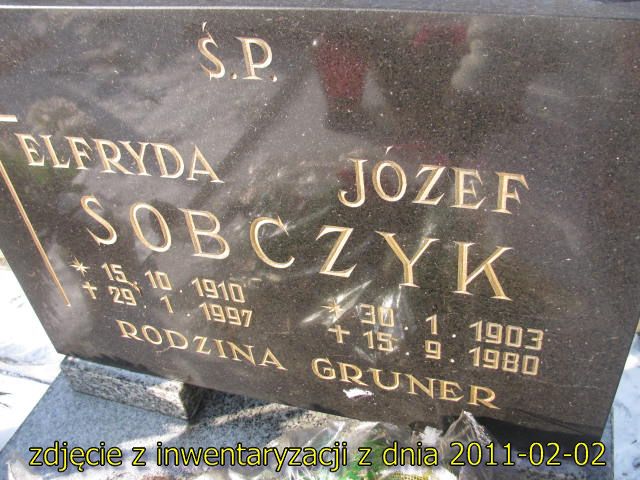 Ś.P.
ELFRYDA JÓZEF
SOBCZYK
* 15.10.1910 * 30.1.1903
+ 29.1.1997 + 15.9.1980
RODZINA GRUNER
zdjęcie z inwentaryzacji z dnia 2011-02-02